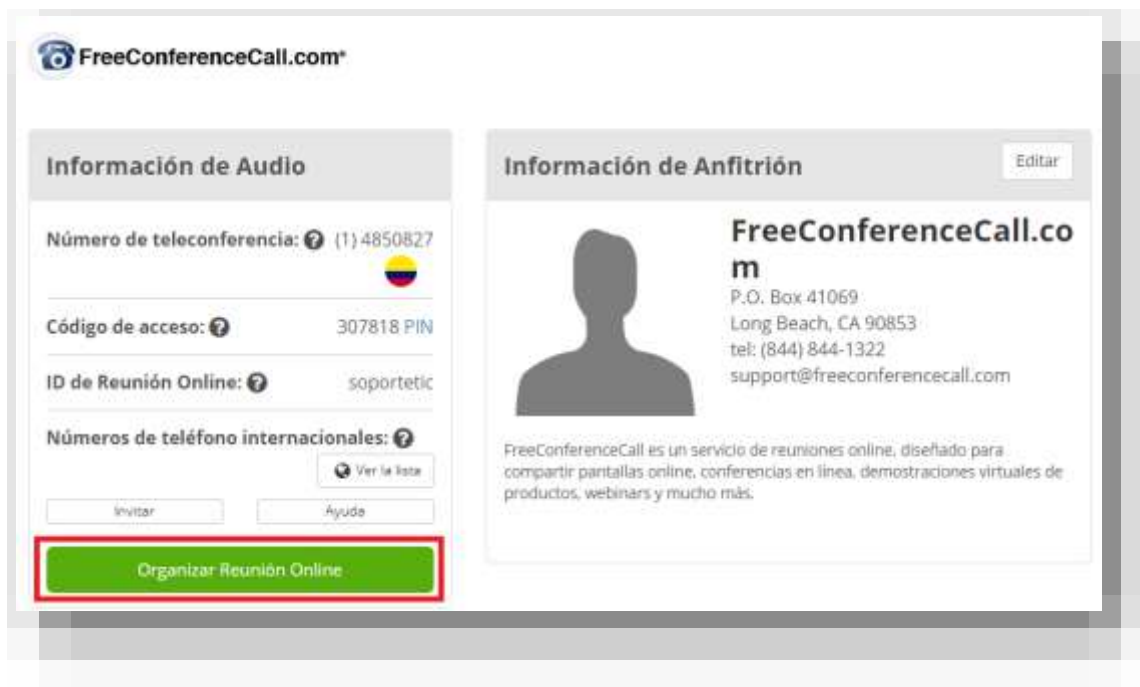 FreeConferenceCall.com®
Información de Audio
Número de teleconferencia: ? (1) 4850827
Código de acceso: ? 307818 PIN
ID de Reunión Online: ? soportetic
Números de teléfono internacionales: ?
Ver la lista
Invitar Ayuda
Organizar Reunión Online
Información de Anfitrión
Editar
FreeConferenceCall.co
m
P.O. Box 41069
Long Beach, CA 90853
tel: (844) 844-1322
support@freeconferencecall.com
FreeConferenceCall es un servicio de reuniones online, diseñado para
compartir pantallas online, conferencias en línea, demostraciones virtuales de
productos, webinars y mucho más.